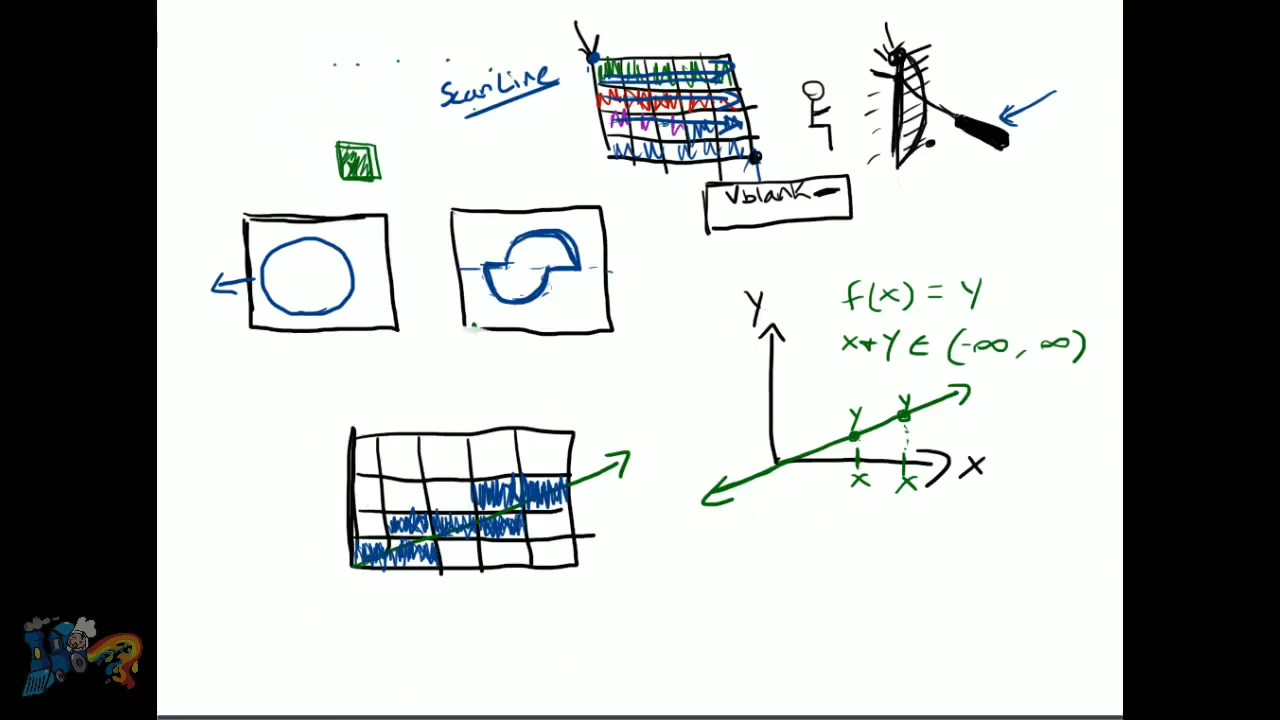 ScanLine
Vblank
Y
f(x) = Y
x + y ∈ (-∞, ∞)
Y
Y
X
x
x